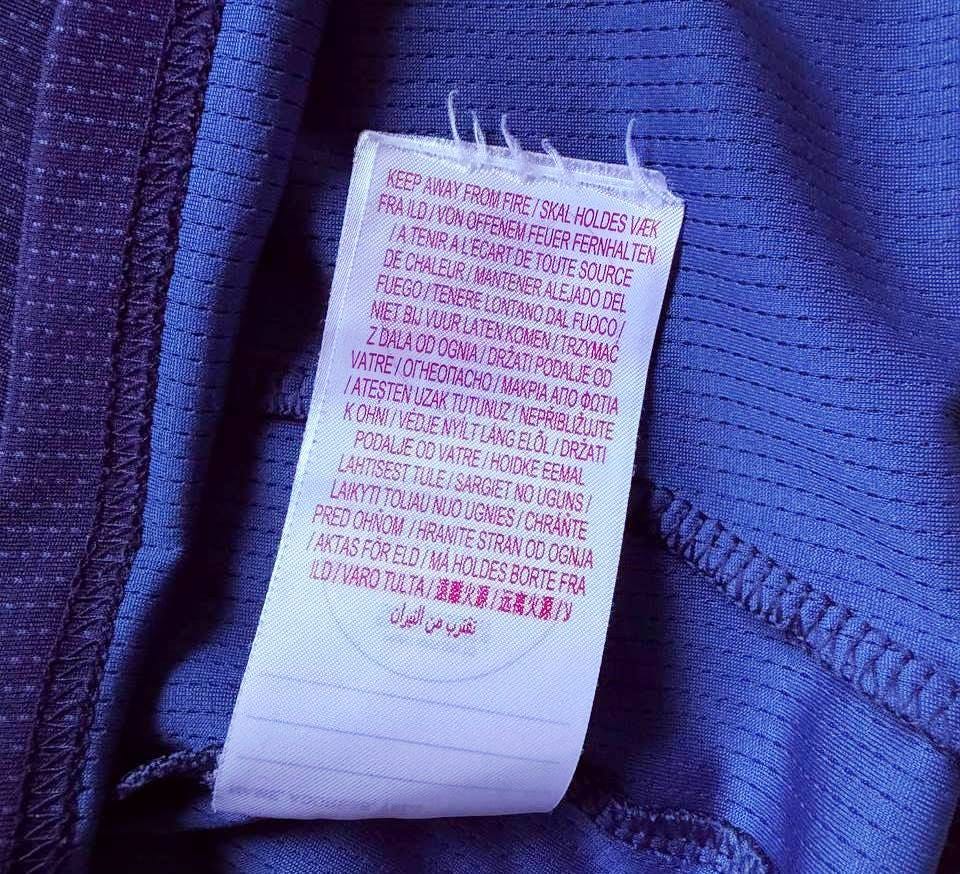 KEEP AWAY FROM FIRE / SKAL HOLDES VÆK
FRA ILD / VON OFFENEM FEUER FERNHALTEN
/ A TENIR A L'ECART DE TOUTE SOURCE
DE CHALEUR / MANTENER ALEJADO DEL
FUEGO / TENERE LONTANO DAL FUOCO /
NIET BIJ VUUR LATEN KOMEN / TRZYMAĆ
Z DALA OD OGNIA / DRŽATI PODALJE OD
VATRE / ОГНЕОПАСНО / ΜΑΚΡΙΑ ΑΠΟ ΦΩΤΙΑ
/ ATESTEN UZAK TUTUNUZ / NEPŘIBLIŽUJTE
K OHNI / VEDJE NYÍLT LÁNG ELŐL / DRŽATI
PODALJE OD VATRE / HOIDKE EEMAL
LAHTISEST TULE / SARGIET NO UGUNS /
LAIKYTI TOLIAU NUO UGNIES / CHRÁNTE
PRED OHŇOM / HRANITE STRAN OD OGNJA
/ AKTAS FÖR ELD / MÅ HOLDES BORTE FRA
ILD / VARO TULTA / 遠離火源 / 远离火源 / لا
تقترب من النيران